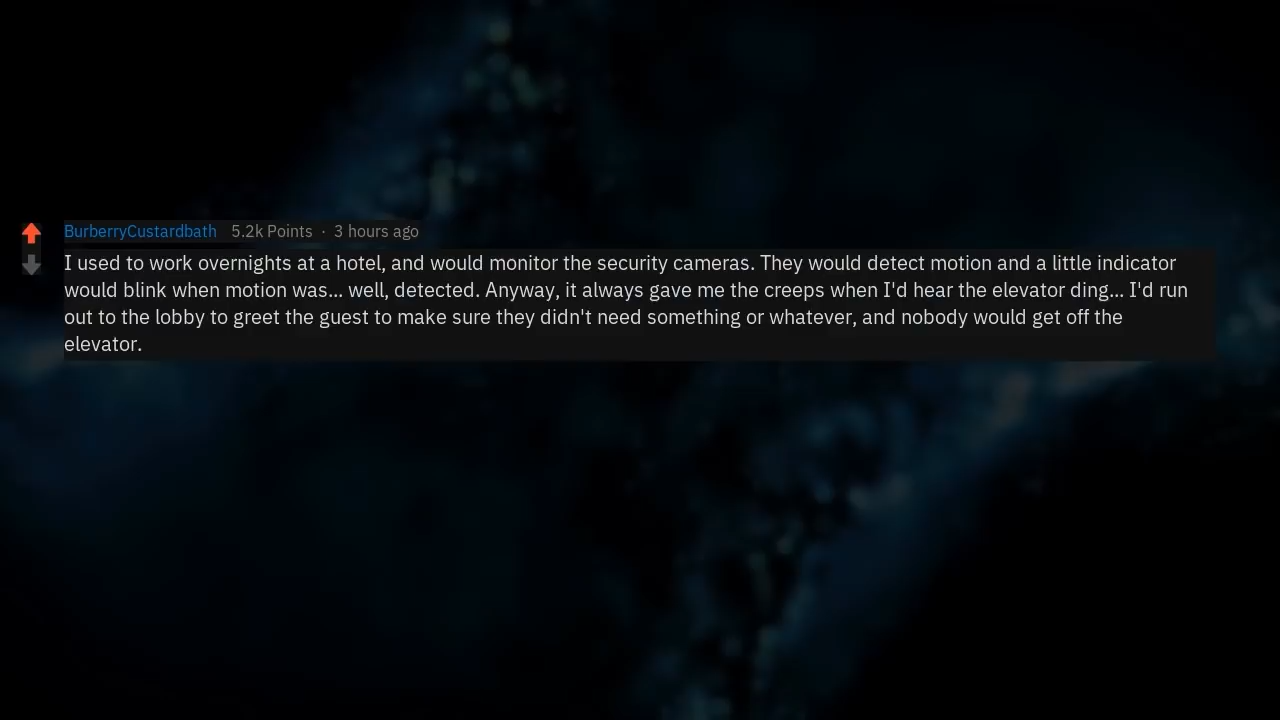 BurberryCustardbath 5.2k Points · 3 hours ago
I used to work overnights at a hotel, and would monitor the security cameras. They would detect motion and a little indicator
would blink when motion was... well, detected. Anyway, it always gave me the creeps when I'd hear the elevator ding... I'd run
out to the lobby to greet the guest to make sure they didn't need something or whatever, and nobody would get off the
elevator.